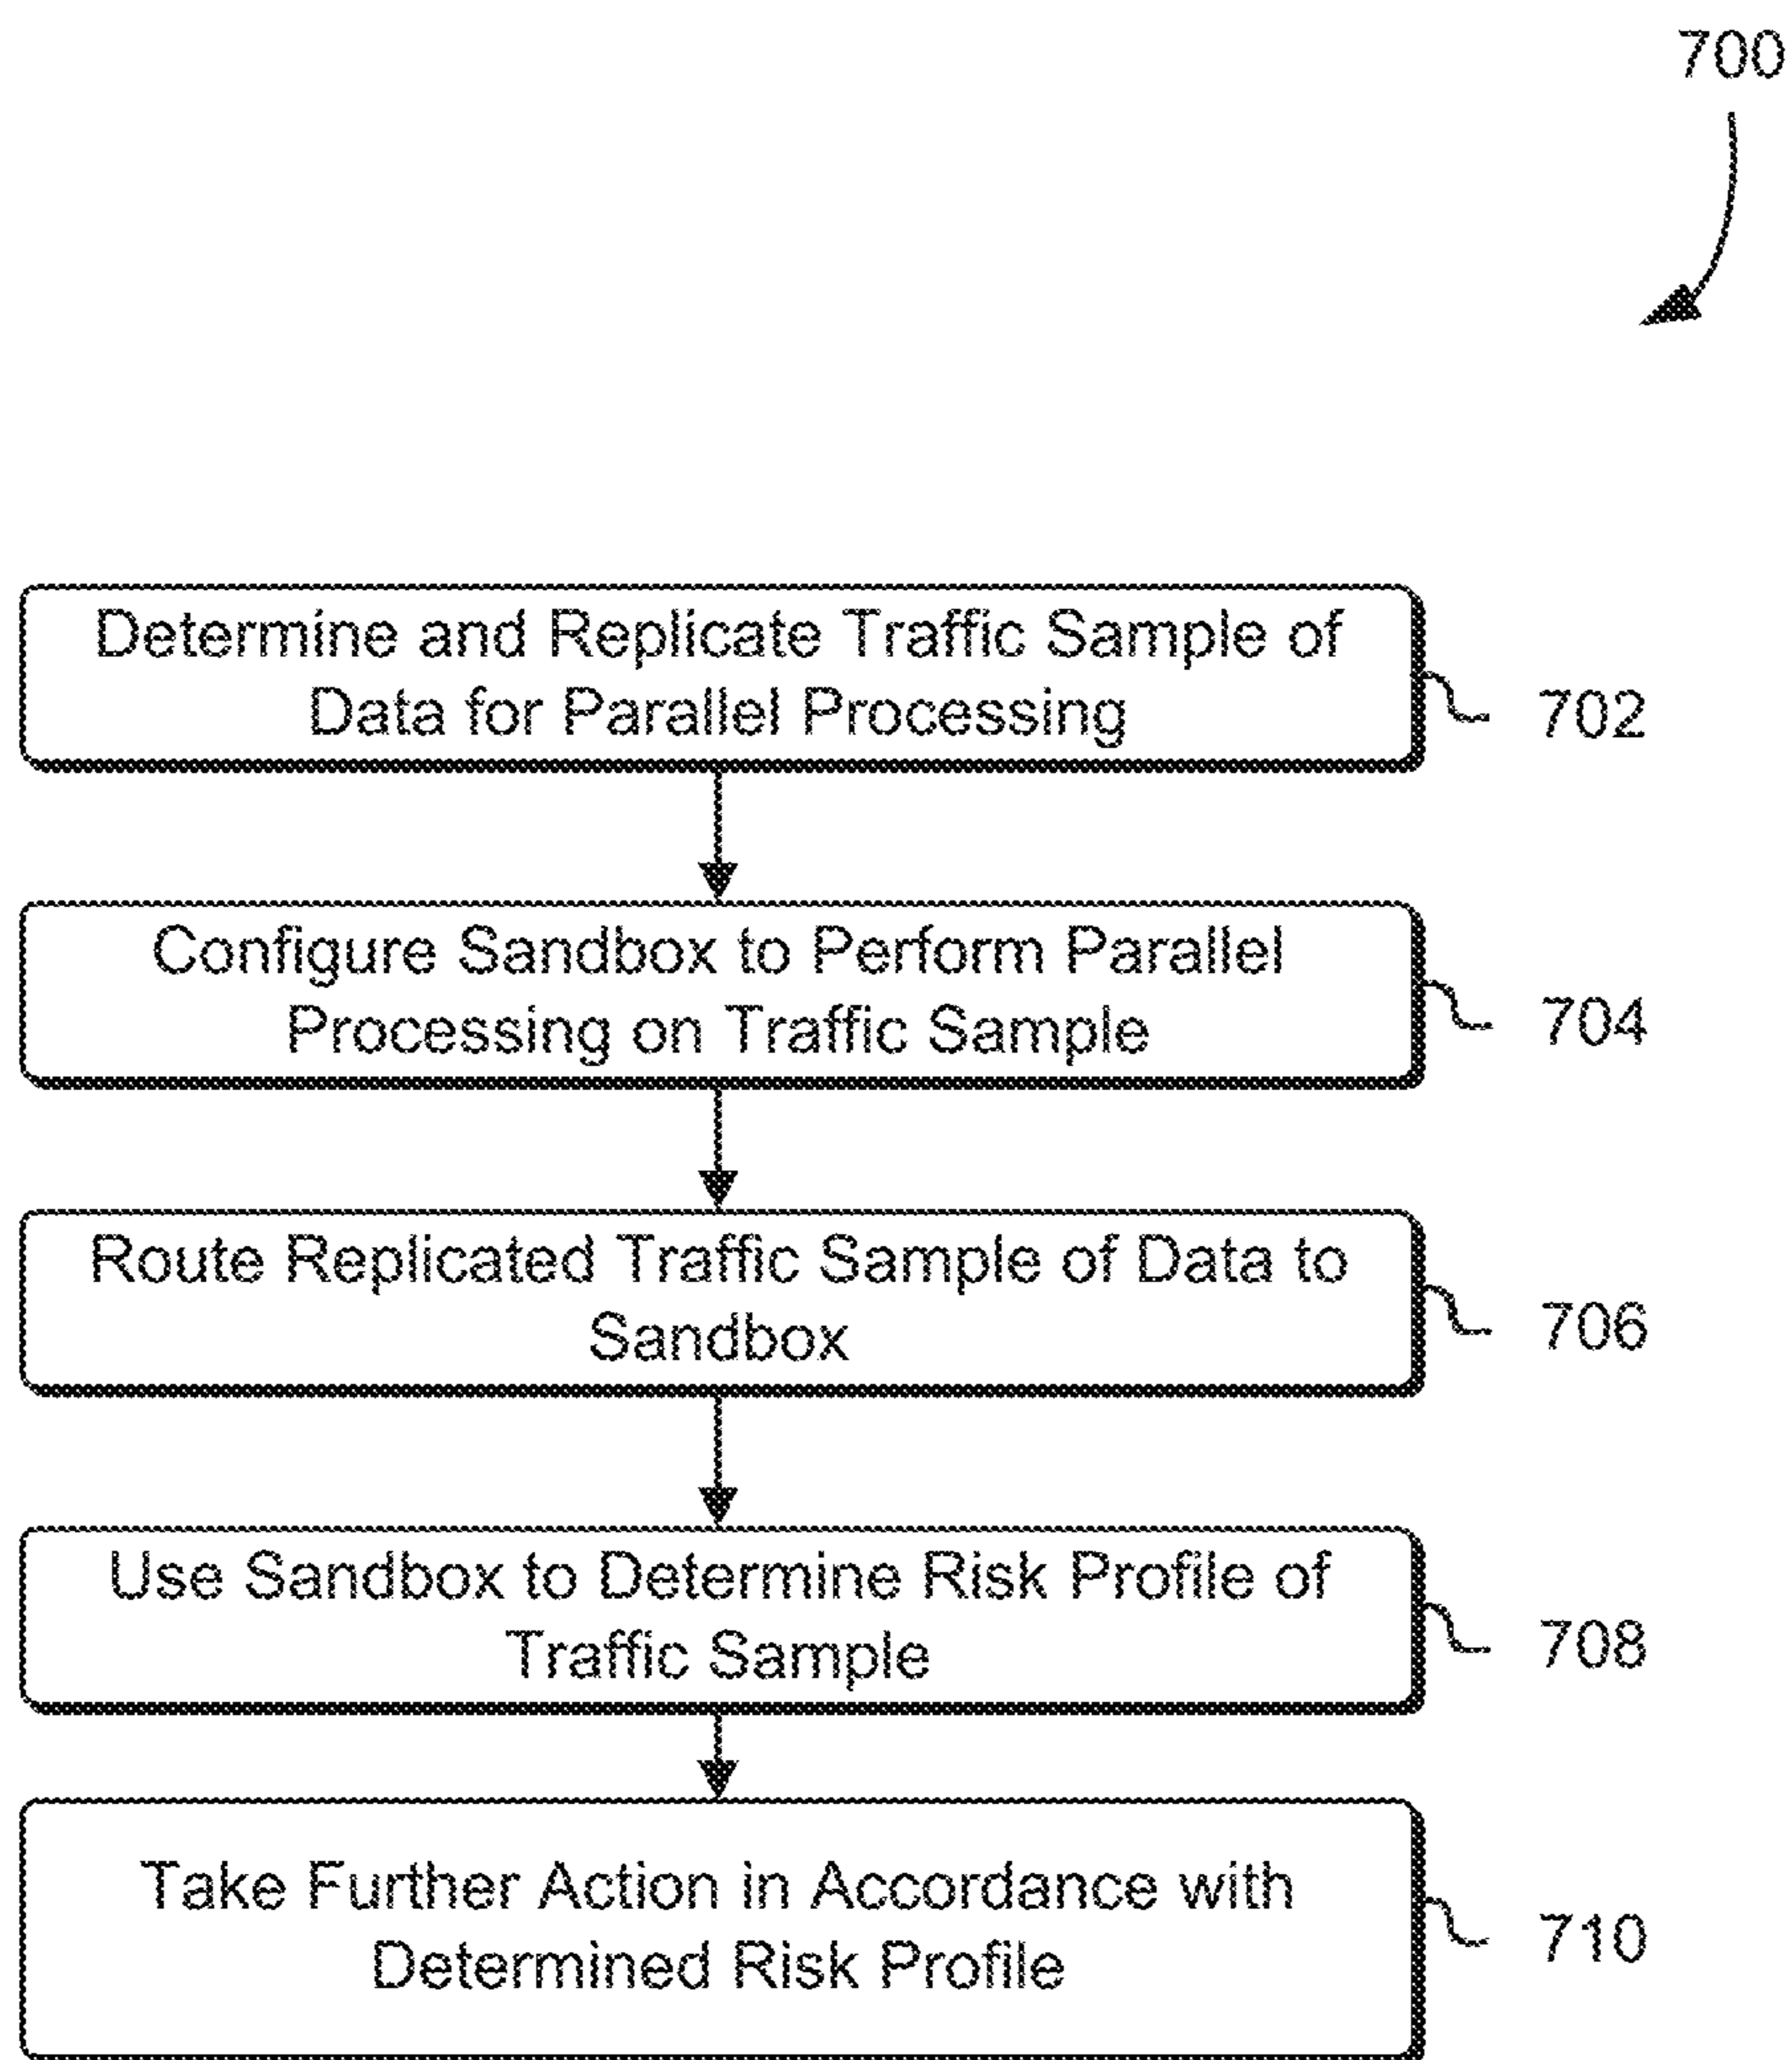 700
Determine and Replicate Traffic Sample of
Data for Parallel Processing
702
Configure Sandbox to Perform Parallel
Processing on Traffic Sample
704
Route Replicated Traffic Sample of Data to
Sandbox
706
Use Sandbox to Determine Risk Profile of
Traffic Sample
708
Take Further Action in Accordance with
Determined Risk Profile
710